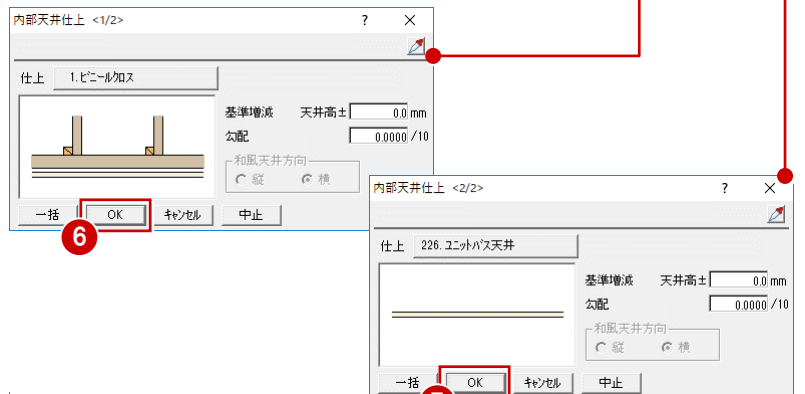 内部天井仕上 <1/2> ? ×
仕上 1.ビニールクロス
基準増減 天井高± 0.0 mm
勾配 0.0000 /10
和風天井方向
縦 横
一括 OK キャンセル 中止
6
内部天井仕上 <2/2> ? ×
仕上 226.ユニットバス天井
基準増減 天井高± 0.0 mm
勾配 0.0000 /10
和風天井方向
縦 横
一括 OK キャンセル 中止